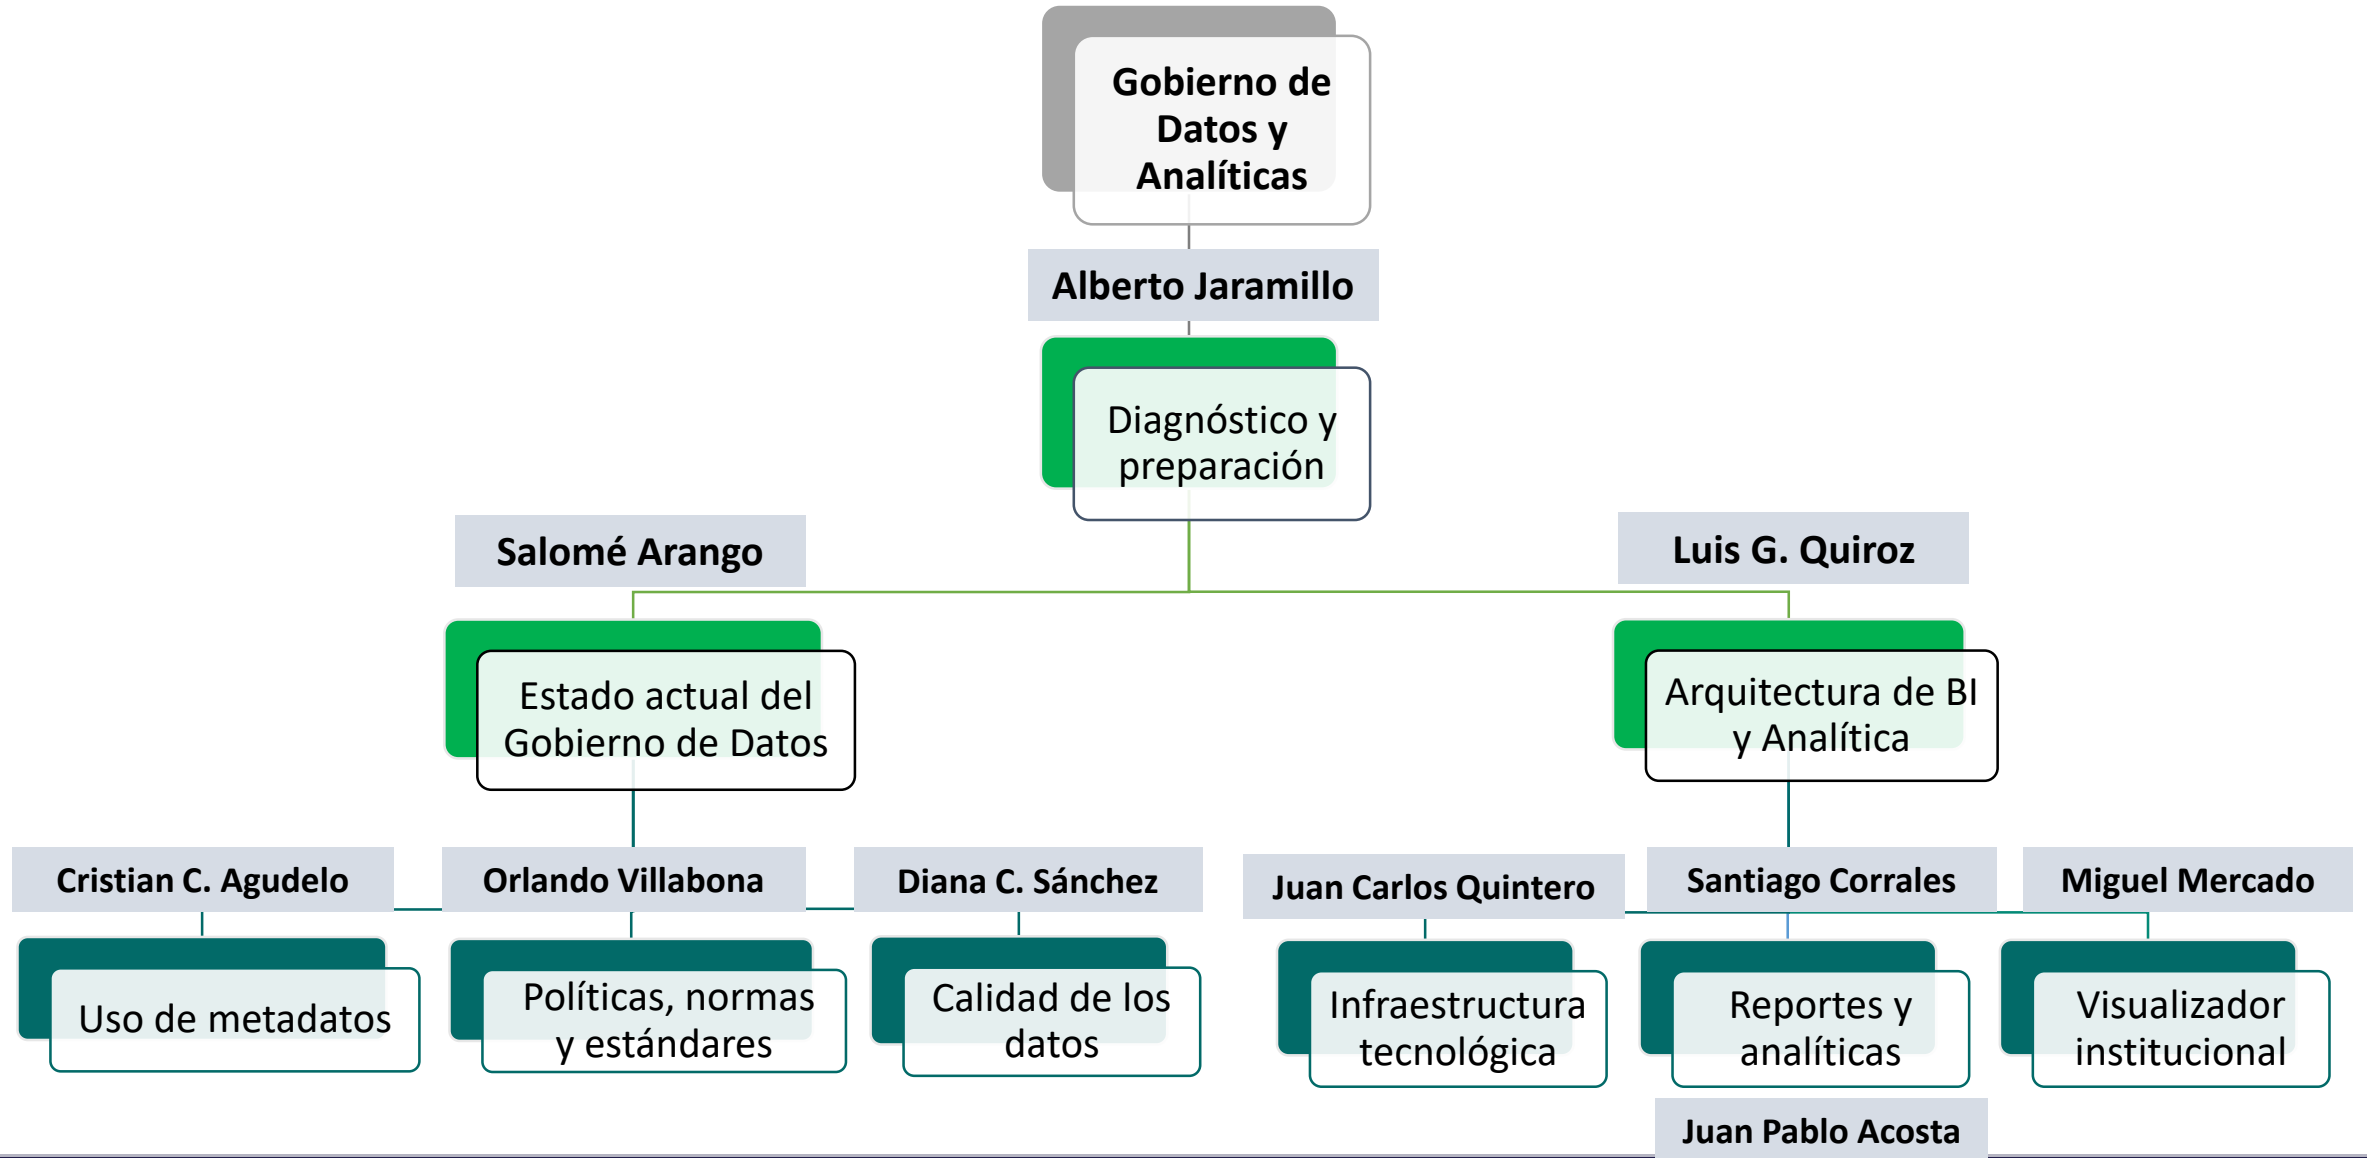 Gobierno de
Datos y
Analíticas
Alberto Jaramillo
Diagnóstico y
preparación
Salomé Arango
Luis G. Quiroz
Estado actual del
Gobierno de Datos
Arquitectura de BI
y Analítica
Cristian C. Agudelo
Orlando Villabona
Diana C. Sánchez
Juan Carlos Quintero
Santiago Corrales
Miguel Mercado
Uso de metadatos
Políticas, normas
y estándares
Calidad de los
datos
Infraestructura
tecnológica
Reportes y
analíticas
Visualizador
institucional
Juan Pablo Acosta